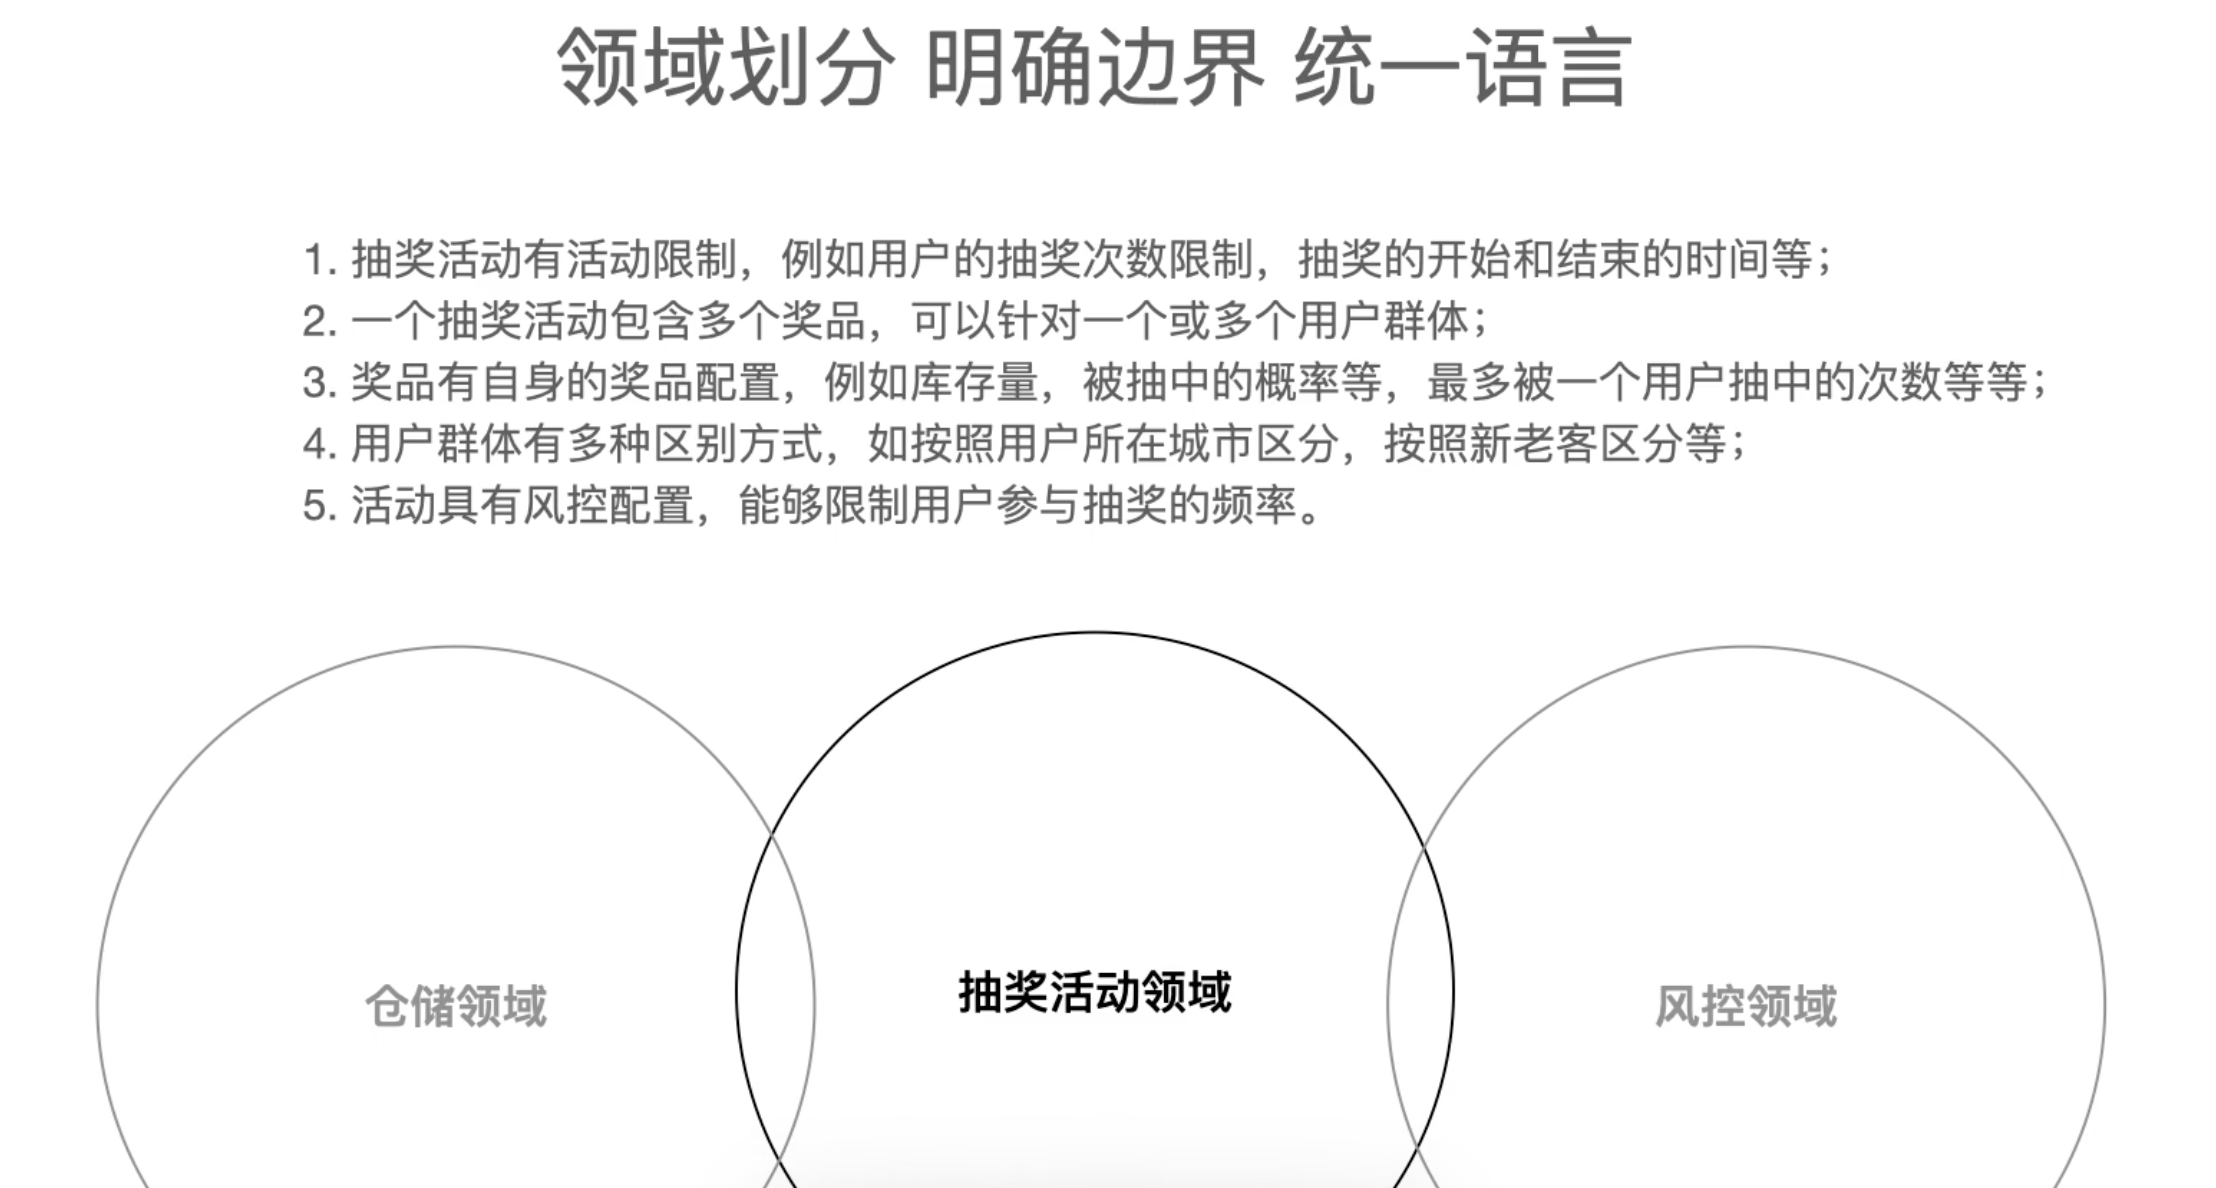 领域划分 明确边界 统一语言
1. 抽奖活动有活动限制，例如用户的抽奖次数限制，抽奖的开始和结束的时间等；
2. 一个抽奖活动包含多个奖品，可以针对一个或多个用户群体；
3. 奖品有自身的奖品配置，例如库存量，被抽中的概率等，最多被一个用户抽中的次数等等；
4. 用户群体有多种区别方式，如按照用户所在城市区分，按照新老客区分等；
5. 活动具有风控配置，能够限制用户参与抽奖的频率。
仓储领域
抽奖活动领域
风控领域